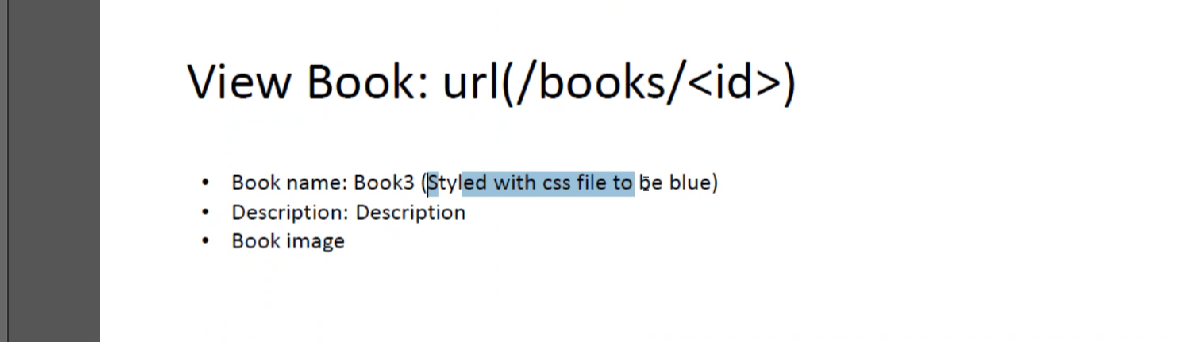 View Book: url(/books/<id>)
• Book name: Book3 (Styled with css file to be blue)
• Description: Description
• Book image